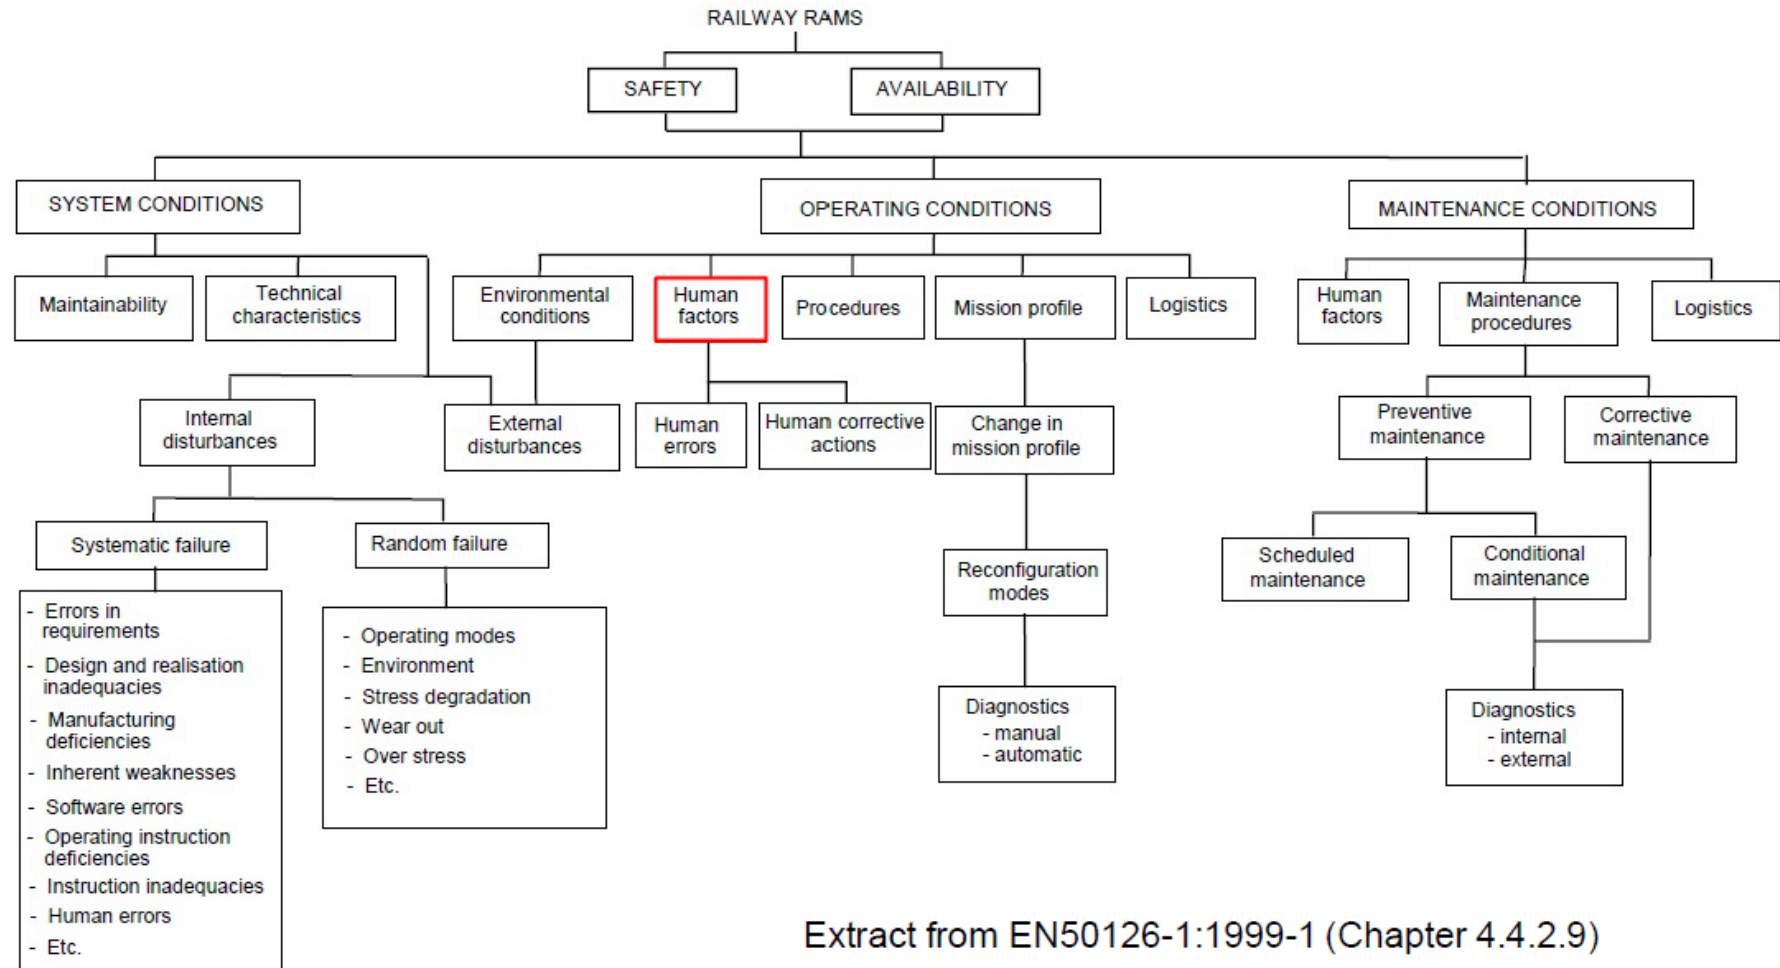 RAILWAY RAMS
SAFETY
AVAILABILITY
SYSTEM CONDITIONS
OPERATING CONDITIONS
MAINTENANCE CONDITIONS
Maintainability
Technical
characteristics
Environmental
conditions
Human
factors
Procedures
Mission profile
Logistics
Human
factors
Maintenance
procedures
Logistics
Internal
disturbances
External
disturbances
Human
errors
Human corrective
actions
Change in
mission profile
Preventive
maintenance
Corrective
maintenance
Systematic failure
Random failure
Reconfiguration
modes
Scheduled
maintenance
Conditional
maintenance
- Errors in
requirements
- Design and realisation
inadequacies
- Manufacturing
deficiencies
- Inherent weaknesses
- Software errors
- Operating instruction
deficiencies
- Instruction inadequacies
- Human errors
- Etc.
- Operating modes
- Environment
- Stress degradation
- Wear out
- Over stress
- Etc.
Diagnostics
- manual
- automatic
Diagnostics
- internal
- external
Extract from EN50126-1:1999-1 (Chapter 4.4.2.9)